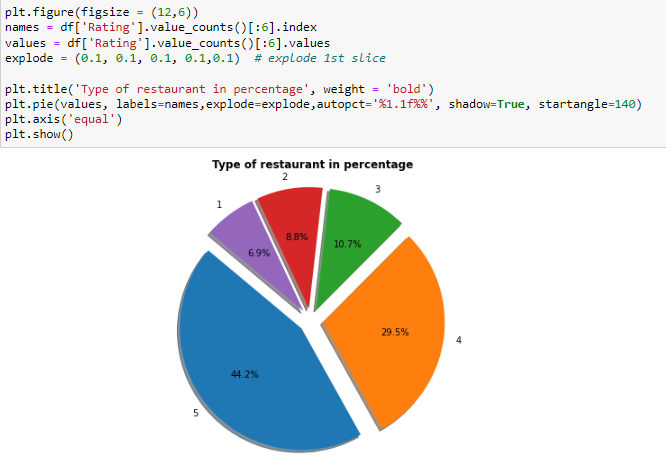 plt.figure(figsize = (12,6))
names = df['Rating'].value_counts()[:6].index
values = df['Rating'].value_counts()[:6].values
explode = (0.1, 0.1, 0.1, 0.1,0.1)  # explode 1st slice
plt.title('Type of restaurant in percentage', weight = 'bold')
plt.pie(values, labels=names,explode=explode,autopct='%1.1f%%', shadow=True, startangle=140)
plt.axis('equal')
plt.show()
Type of restaurant in percentage
2
3
1
8.8%
10.7%
6.9%
29.5%
4
44.2%
5